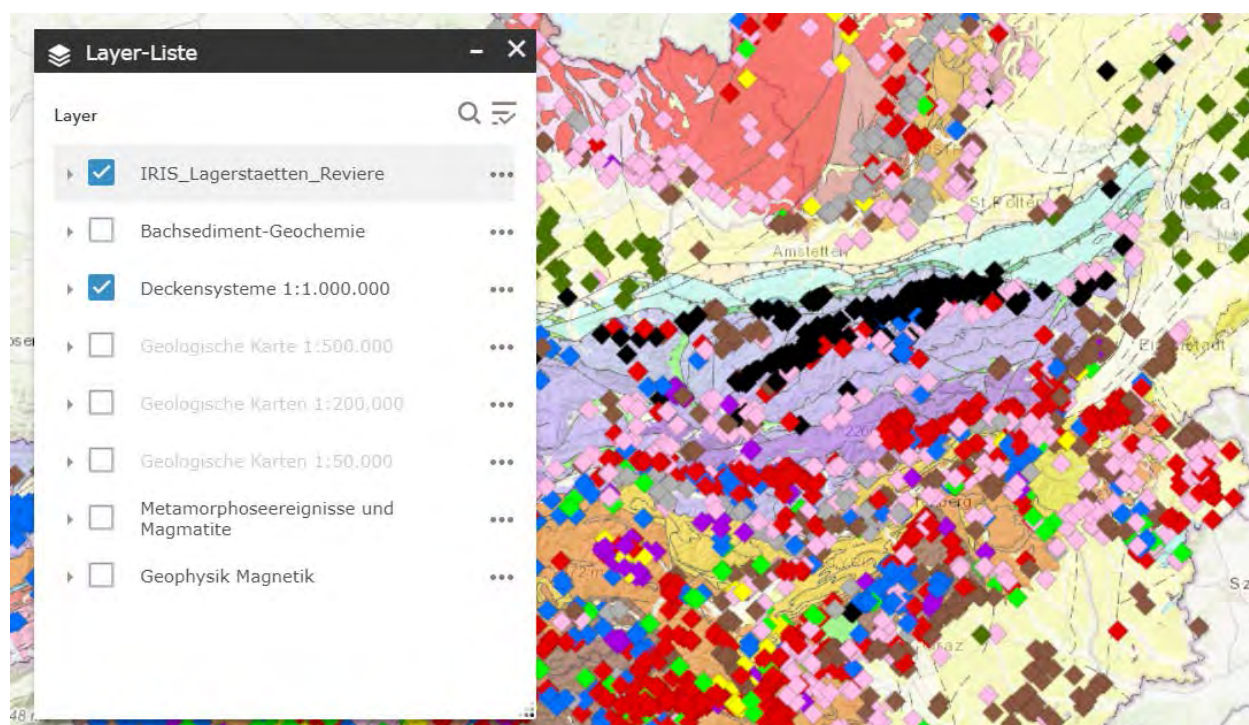 Layer-Liste
Layer
IRIS_Lagerstaetten_Reviere
Bachsediment-Geochemie
Deckensysteme 1:1.000.000
Geologische Karte 1:500.000
Geologische Karten 1:200.000
Geologische Karten 1:50.000
Metamorphoseereignisse und
Magmatite
Geophysik Magnetik
St.Pölten
Amstetten